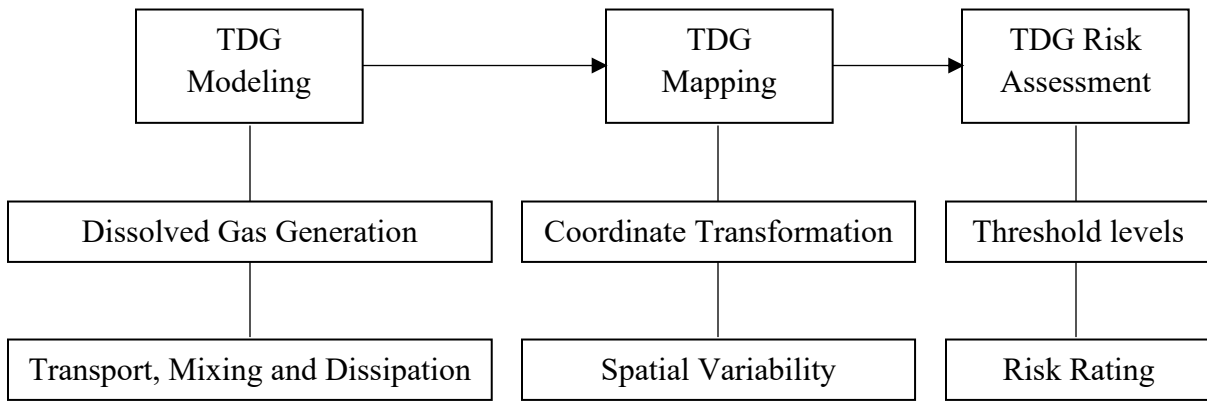 TDG
Modeling
TDG
Mapping
TDG Risk
Assessment
Dissolved Gas Generation
Coordinate Transformation
Threshold levels
Transport, Mixing and Dissipation
Spatial Variability
Risk Rating